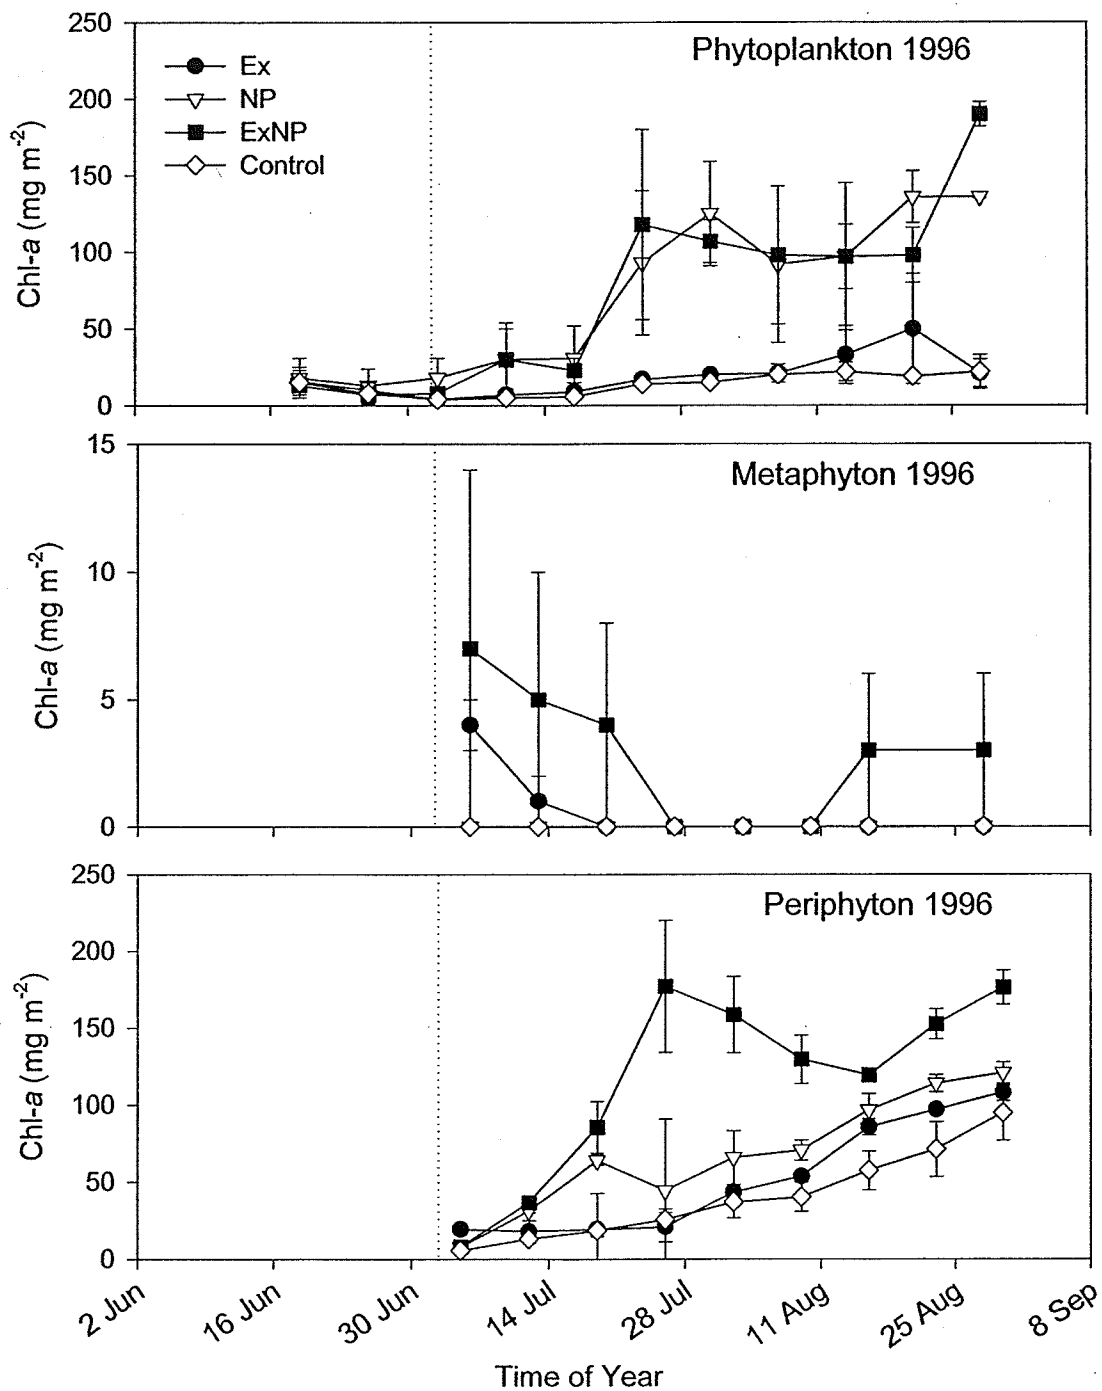 Phytoplankton 1996
Ex
NP
ExNP
Control
Chl-a (mg m-2)
250
200
150
100
50
0
Metaphyton 1996
Chl-a (mg m-2)
15
10
5
0
Periphyton 1996
Chl-a (mg m-2)
250
200
150
100
50
0
2 Jun
16 Jun
30 Jun
14 Jul
28 Jul
11 Aug
25 Aug
8 Sep
Time of Year